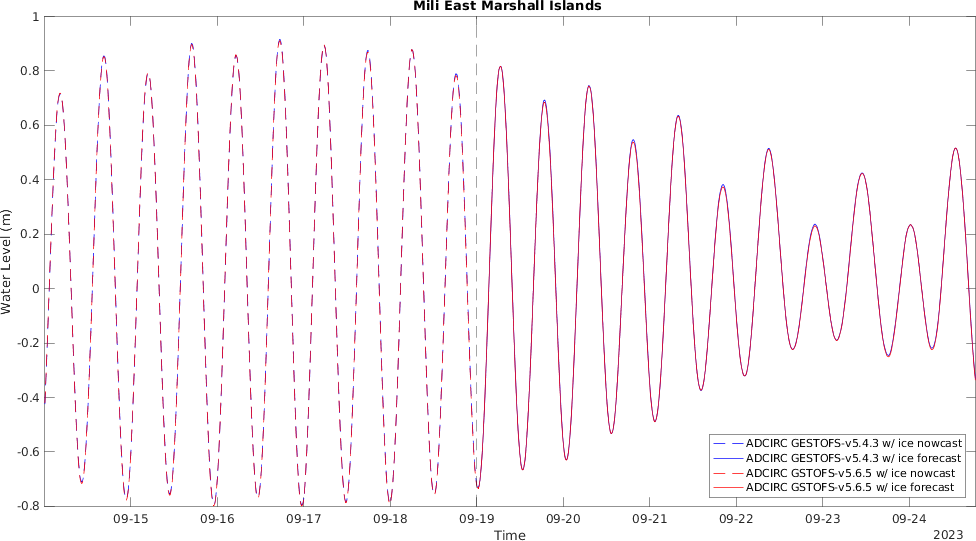 Mili East Marshall Islands
1
0.8
0.6
0.4
0.2
0
-0.2
-0.4
-0.6
-0.8
Water Level (m)
ADCIRC GESTOFS-v5.4.3 w/ ice nowcast
ADCIRC GESTOFS-v5.4.3 w/ ice forecast
ADCIRC GSTOFS-v5.6.5 w/ ice nowcast
ADCIRC GSTOFS-v5.6.5 w/ ice forecast
09-15 09-16 09-17 09-18 09-19 09-20 09-21 09-22 09-23 09-24
Time
2023